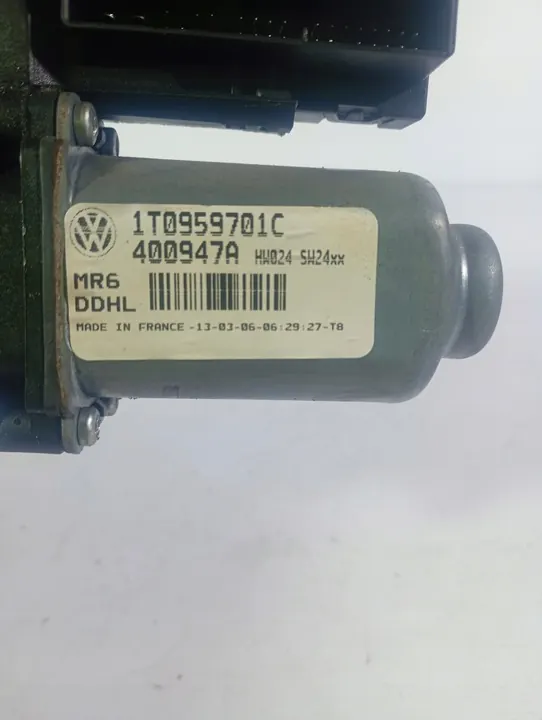 1T0959701C
400947A HW024 SW24xx
MR6
DDHL
MADE IN FRANCE -13-03-06-06:29:27-T8